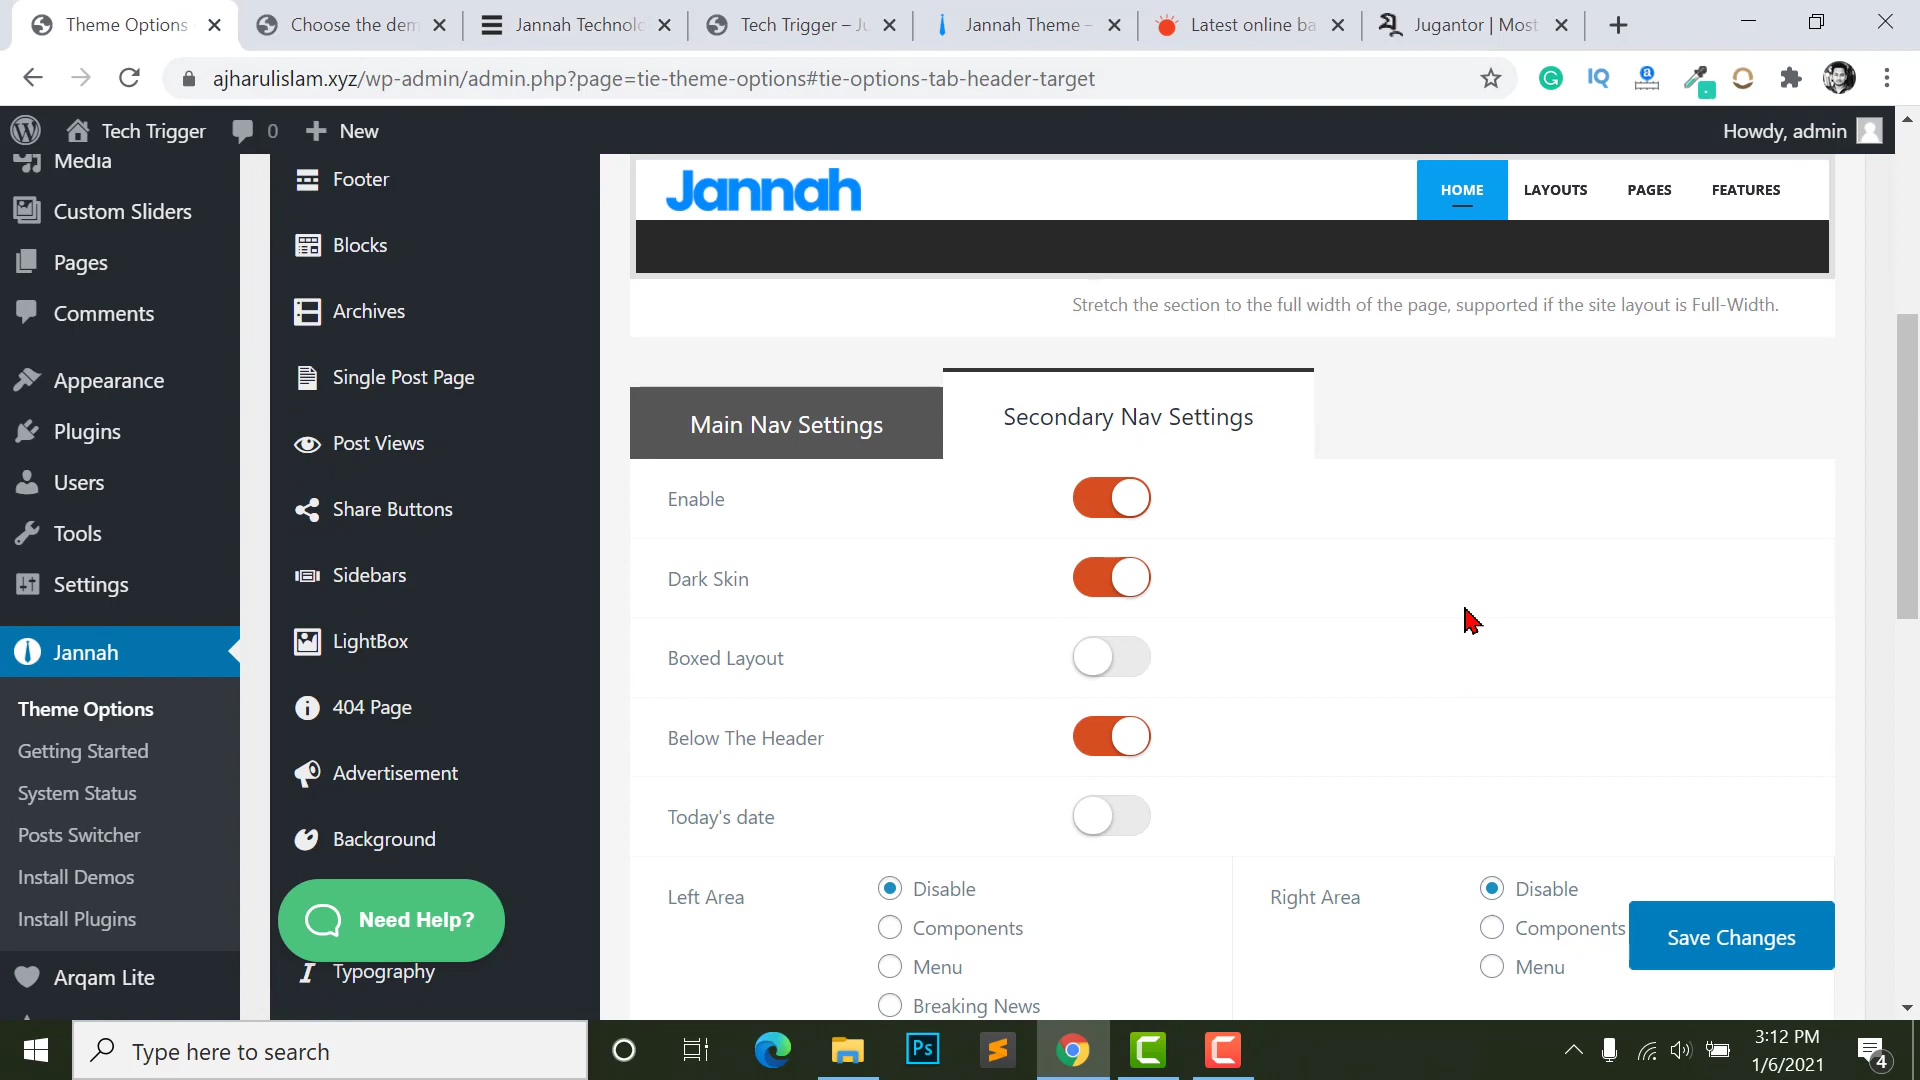 Theme Options
Choose the dem
Jannah Technol
Tech Trigger – Ju
Jannah Theme –
Latest online ba
Jugantor | Most
ajharulislam.xyz/wp-admin/admin.php?page=tie-theme-options#tie-options-tab-header-target
Tech Trigger
0
New
Howdy, admin
Media
Custom Sliders
Pages
Comments
Appearance
Plugins
Users
Tools
Settings
Jannah
Theme Options
Getting Started
System Status
Posts Switcher
Install Demos
Install Plugins
Arqam Lite
Footer
Blocks
Archives
Single Post Page
Post Views
Share Buttons
Sidebars
LightBox
404 Page
Advertisement
Background
Need Help?
Typography
Jannah
HOME
LAYOUTS
PAGES
FEATURES
Stretch the section to the full width of the page, supported if the site layout is Full-Width.
Main Nav Settings
Secondary Nav Settings
Enable
Dark Skin
Boxed Layout
Below The Header
Today's date
Left Area
Disable
Components
Menu
Breaking News
Right Area
Disable
Components
Menu
Save Changes
Type here to search
Ps
3:12 PM
1/6/2021
4